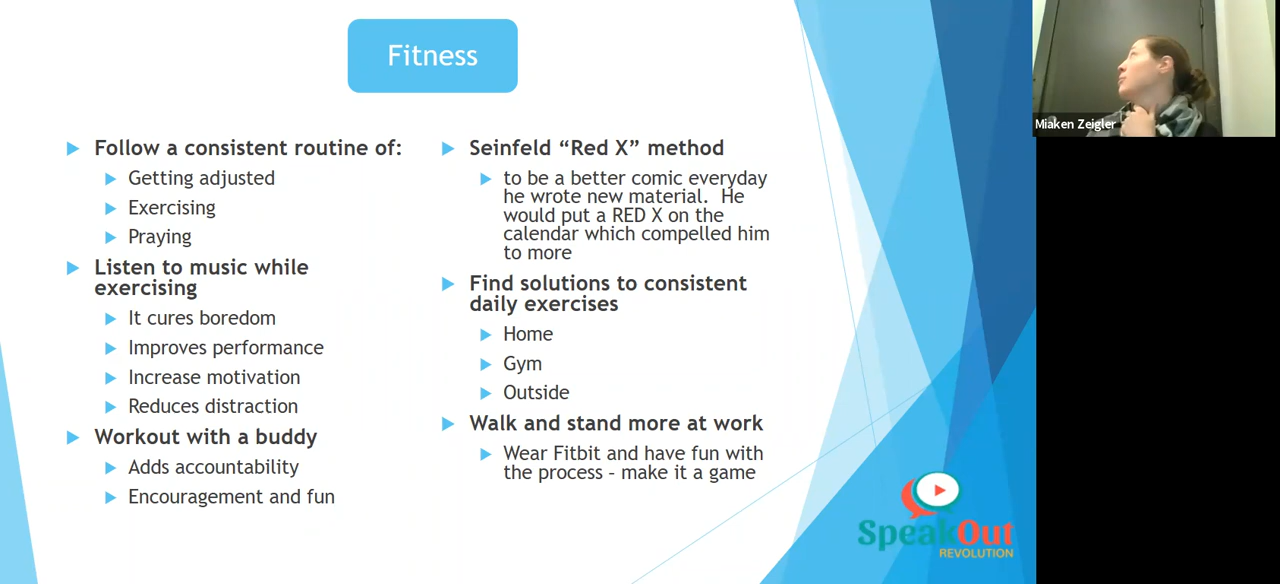 Fitness
Follow a consistent routine of:
Getting adjusted
Exercising
Praying
Listen to music while
exercising
It cures boredom
Improves performance
Increase motivation
Reduces distraction
Workout with a buddy
Adds accountability
Encouragement and fun
Seinfeld “Red X” method
to be a better comic everyday
he wrote new material. He
would put a RED X on the
calendar which compelled him
to more
Find solutions to consistent
daily exercises
Home
Gym
Outside
Walk and stand more at work
Wear Fitbit and have fun with
the process – make it a game
Miaken Zeigler
SpeakOut
REVOLUTION